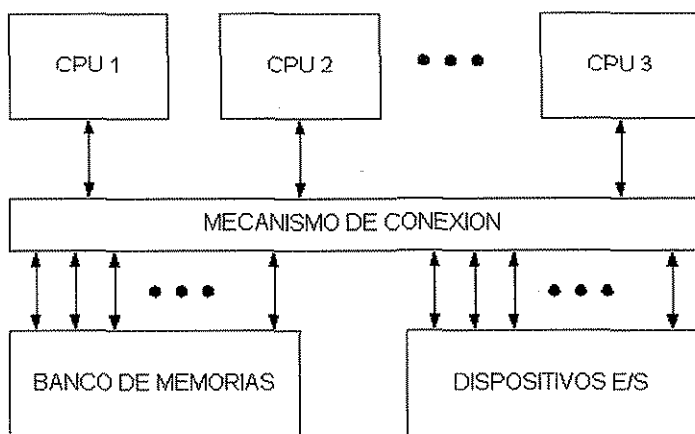 CPU 1
CPU 2
CPU 3
MECANISMO DE CONEXION
BANCO DE MEMORIAS
DISPOSITIVOS E/S